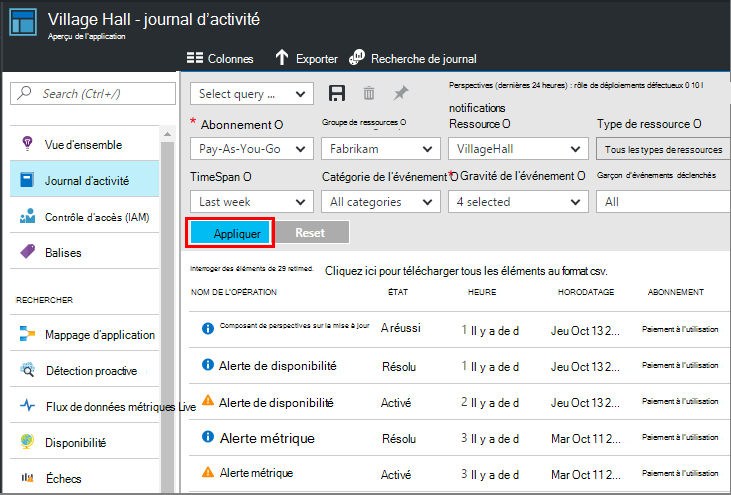 Village Hall - journal d'activité
Aperçu de l'application
Colonnes Exporter Recherche de journal
Search (Ctrl+/)
Vue d'ensemble
Journal d'activité
Contrôle d'accès (IAM)
Balises
RECHERCHER
Mappage d'application
Détection proactive
Flux de données métriques Live
Disponibilité
Échecs
Select query ...
Perspectives (dernières 24 heures) : rôle de déploiements défectueux 0 10 l
notifications
* Abonnement O Groupe de ressources O Ressource O Type de ressource O
Pay-As-You-Go Fabrikam VillageHall Tous les types de ressources
TimeSpan O Catégorie de l'événement * O Gravité de l'événement O Garçon d'événements déclenchés
Last week All categories 4 selected All
Appliquer Reset
Interroger des éléments de 29 retimed. Cliquez ici pour télécharger tous les éléments au format csv.
NOM DE L'OPÉRATION ÉTAT HEURE HORODATAGE ABONNEMENT
Composant de perspectives sur la mise à jour A réussi 1 Il y a de d Jeu Oct 13 2... Paiement à l'utilisation
Alerte de disponibilité Résolu 1 Il y a de d Jeu Oct 13 2... Paiement à l'utilisation
Alerte de disponibilité Activé 2 Il y a de d Jeu Oct 13 2... Paiement à l'utilisation
Alerte métrique Résolu 3 Il y a de d Mar Oct 11 2... Paiement à l'utilisation
Alerte métrique Activé 3 Il y a de d Mar Oct 11 2... Paiement à l'utilisation